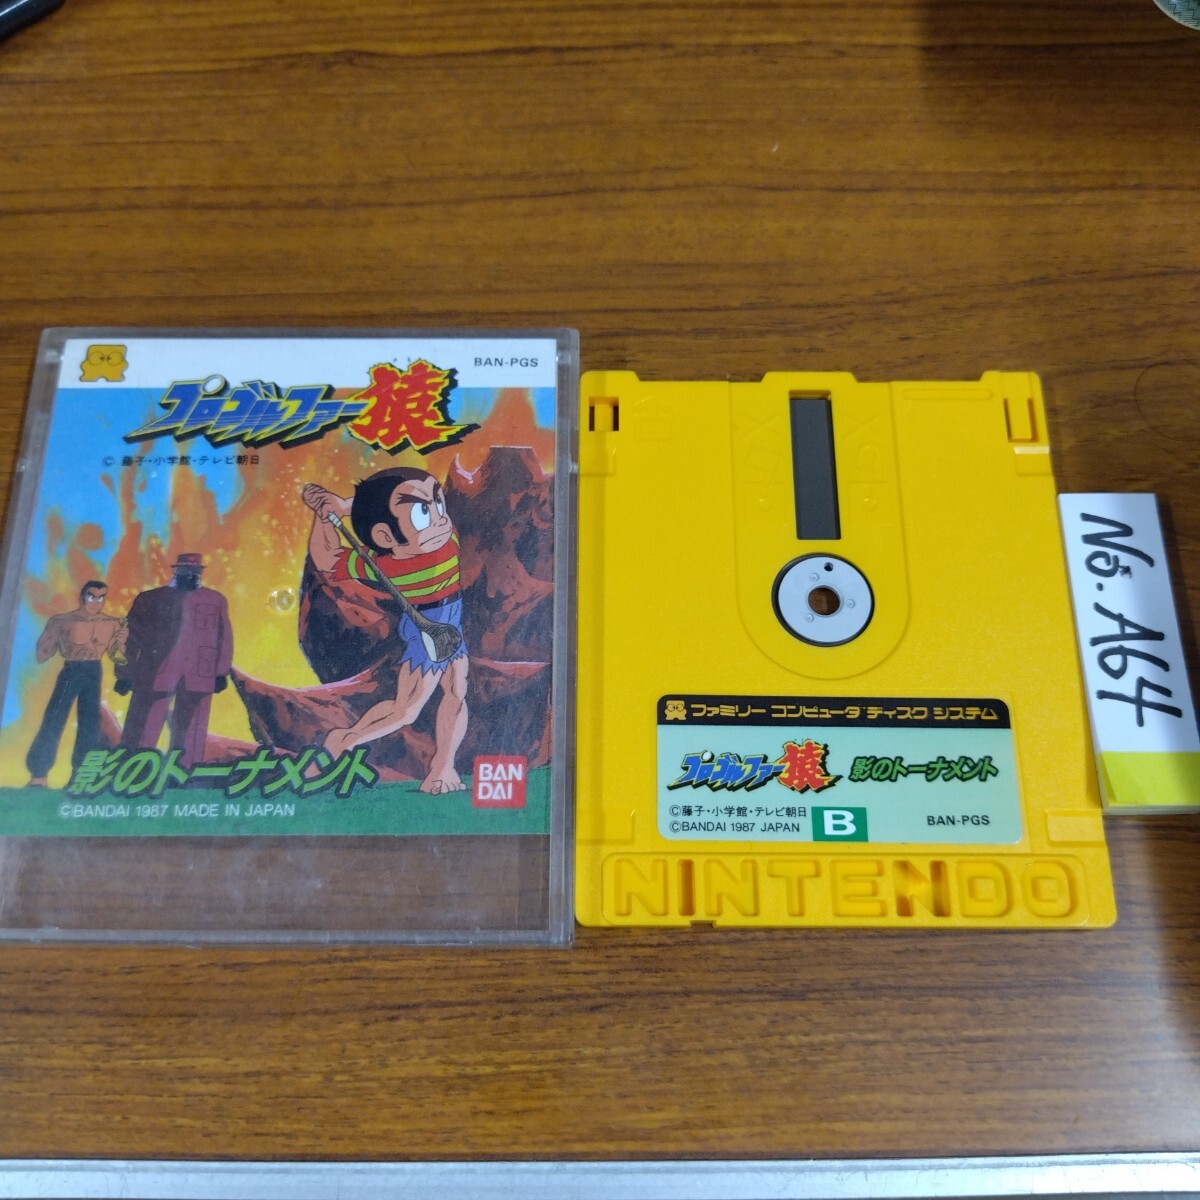 BAN-PGS
プロゴルファー猿
© 藤子・小学館・テレビ朝日
影のトーナメント
©BANDAI 1987 MADE IN JAPAN
BAN
DAI
ファミリー コンピュータ ディスク システム
プロゴルファー猿 影のトーナメント
©藤子・小学館・テレビ朝日
©BANDAI 1987 JAPAN
B
BAN-PGS
NINTENDO
No. A64